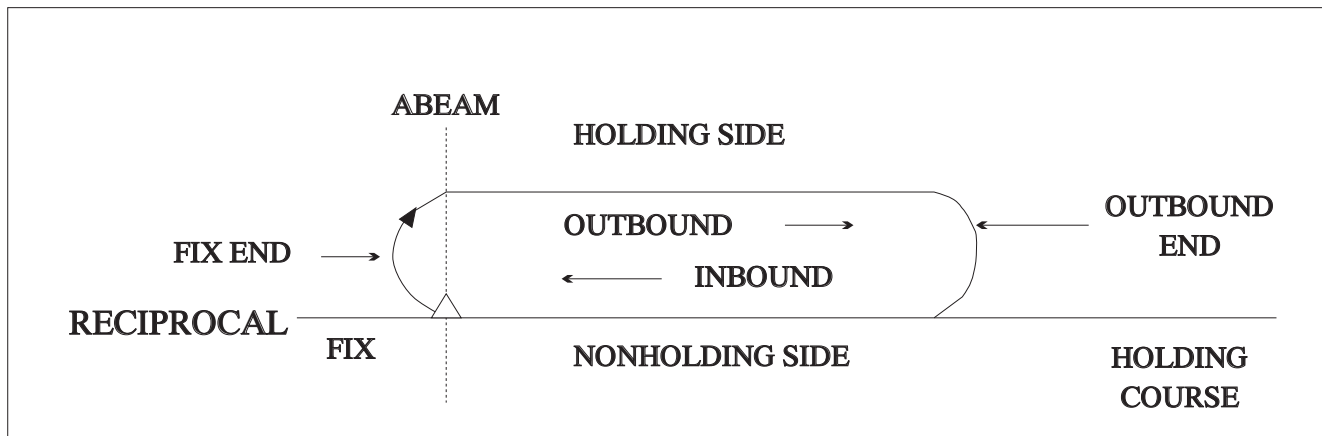 ABEAM
HOLDING SIDE
OUTBOUND
OUTBOUND
END
FIX END
INBOUND
RECIPROCAL
FIX
NONHOLDING SIDE
HOLDING
COURSE